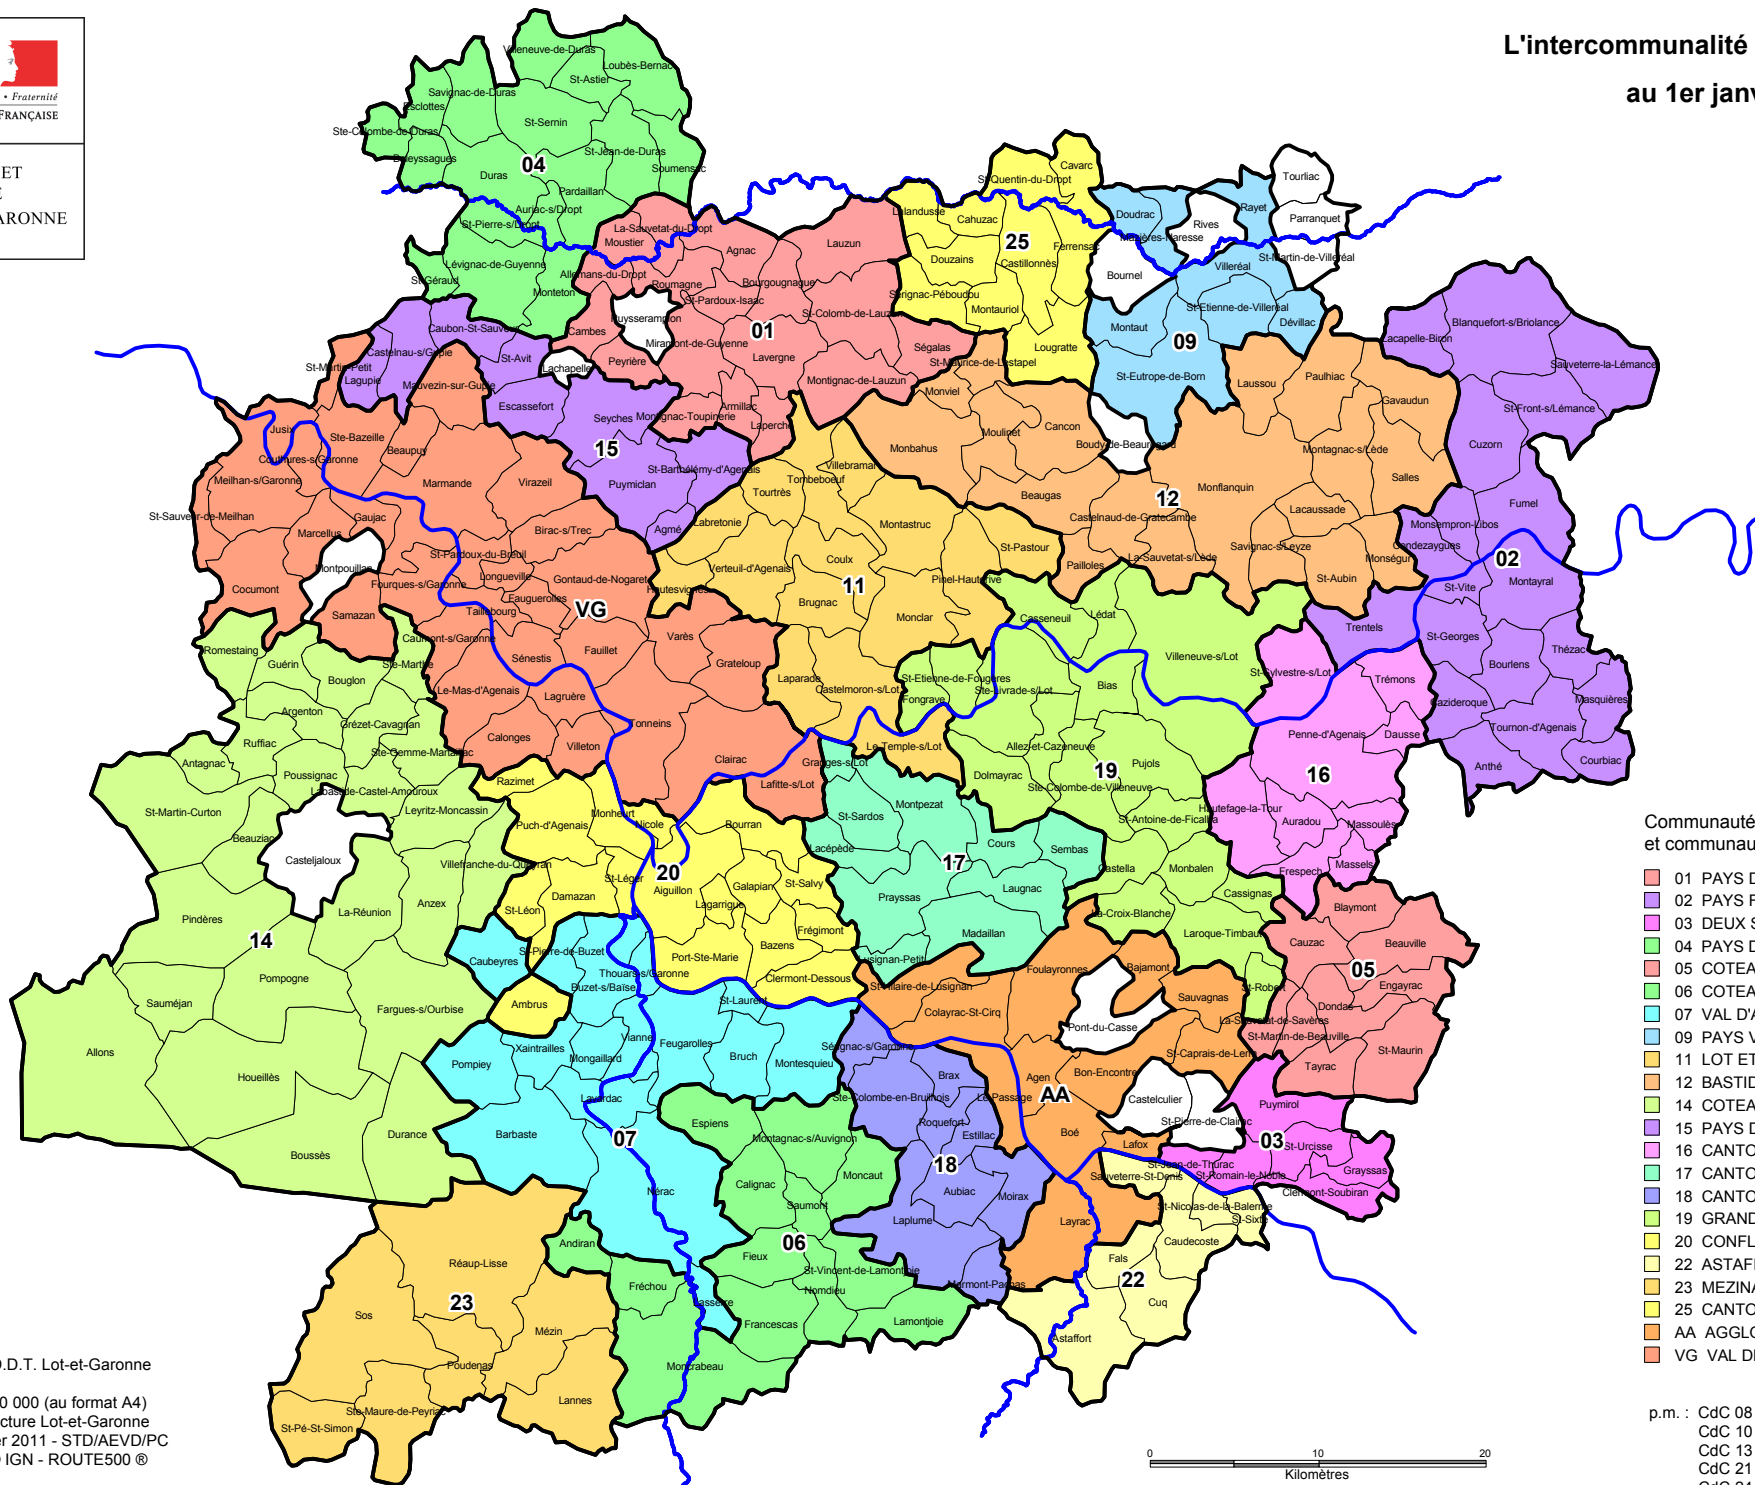 • Fraternité
FRANÇAISE
ET
E
ARONNE
L'intercommunalité
au 1er janv
Villeneuve-de-Duras
Loubès-Bernac
St-Astier
Savignac-de-Duras
Esclottes
St-Sernin
Ste-Colombe-de-Duras
Baleyssagues
St-Jean-de-Duras
04
Soumensac
Duras
Pardaillan
Auriac-s/Dropt
St-Pierre-s/Dropt
Lévignac-de-Guyenne
St-Géraud
Monteton
La-Sauvetat-du-Dropt
Moustier
Agnac
Lauzun
Allemans-du-Dropt
Roumagne
Bourgougnague
St-Pardoux-Isaac
Puysserampion
St-Colomb-de-Lauzun
Cambes
01
Miramont-de-Guyenne
Lavergne
Ségalas
Peyrière
Lachapelle
Montignac-de-Lauzun
Armillac
Montignac-Toupinerie
Laperche
Cavarc
St-Quentin-du-Dropt
Lalandusse
Cahuzac
25
Ferrensac
Douzains
Castillonnès
Sérignac-Péboudou
Montauriol
Lougratte
Tourliac
Rayet
Parranquet
Doudrac
Rives
Mazières-Naresse
St-Martin-de-Villeréal
Villeréal
Bournel
St-Etienne-de-Villeréal
Dévillac
Montaut
09
St-Eutrope-de-Born
Blanquefort-s/Briolance
Lacapelle-Biron
Sauveterre-la-Lémance
St-Front-s/Lémance
Cuzorn
Fumel
Monsempron-Libos
Condezaygues
02
Montayral
St-Vite
Trentels
St-Georges
Thézac
Bourlens
Masquières
Cazideroque
Tournon-d'Agenais
Anthé
Courbiac
Caubon-St-Sauveur
Castelnau-s/Gupie
St-Avit
Lagupie
Escassefort
Seyches
15
St-Barthélémy-d'Agenais
Puymiclan
Agmé
St-Martin-Petit
Mauvezin-sur-Gupie
Jusix
Ste-Bazeille
Couthures-s/Garonne
Beaupuy
Meilhan-s/Garonne
Marmande
Virazeil
St-Sauveur-de-Meilhan
Gaujac
Marcellus
Birac-s/Trec
St-Pardoux-du-Breuil
Montpouillan
Longueville
Gontaud-de-Nogaret
Cocumont
Fourques-s/Garonne
Fauguerolles
Samazan
Taillebourg
VG
Caumont-s/Garonne
Varès
Fauillet
Sénestis
Grateloup
Le-Mas-d'Agenais
Lagruère
Tonneins
Calonges
Villeton
Clairac
Lafitte-s/Lot
St-Maurice-de-Lestapel
Monviel
Cancon
Moulinet
Boudy-de-Beauregard
Monbahus
Beaugas
12
Monflanquin
Laussou
Paulhiac
Gavaudun
Montagnac-s/Lède
Salles
Lacaussade
Castelnaud-de-Gratecambe
La-Sauvetat-s/Lède
Savignac-s/Leyze
Monségur
St-Aubin
Pailloles
Villebramar
Tombeboeuf
Tourtrès
Labretonie
Montastruc
St-Pastour
Verteuil-d'Agenais
Coulx
Hautesvignes
11
Pinel-Hauterive
Brugnac
Monclar
Laparade
Castelmoron-s/Lot
Le-Temple-s/Lot
Casseneuil
Lédat
Villeneuve-s/Lot
St-Etienne-de-Fougères
Ste-Livrade-s/Lot
Fongrave
Bias
Allez-et-Cazeneuve
Pujols
19
Dolmayrac
Ste-Colombe-de-Villeneuve
St-Antoine-de-Ficalba
Castella
Monbalen
Cassignas
La-Croix-Blanche
Laroque-Timbaut
St-Robert
St-Sylvestre-s/Lot
Trémons
Penne-d'Agenais
Dausse
16
Hautefage-la-Tour
Auradou
Massoulès
Massels
Frespech
Romestaing
Guérin
Ste-Marthe
Bouglon
Argenton
Grézet-Cavagnan
Ruffiac
Ste-Gemme-Martaillac
Antagnac
Poussignac
Labastide-de-Castel-Amouroux
St-Martin-Curton
Leyritz-Moncassin
Beauziac
Casteljaloux
Villefranche-du-Queyran
Anzex
La-Réunion
Pindères
14
Pompogne
Sauméjan
Fargues-s/Ourbise
Allons
Houeillès
Durance
Boussès
Razimet
Monheurt
Puch-d'Agenais
Nicole
Bourran
20
St-Léger
Aiguillon
Galapian
St-Salvy
Damazan
Lagarrigue
St-Léon
Frégimont
Bazens
Port-Ste-Marie
Clermont-Dessous
Ambrus
Granges-s/Lot
Montpezat
St-Sardos
Lacépède
Cours
Sembas
17
Laugnac
Prayssas
Madaillan
Lusignan-Petit
St-Pierre-de-Buzet
Caubeyres
Thouars-s/Garonne
Buzet-s/Baïse
St-Laurent
Vianne
Feugarolles
Xaintrailles
Bruch
Mongaillard
Montesquieu
Pompiey
Lavardac
Barbaste
07
Nérac
Lasserre
Foulayronnes
Bajamont
St-Hilaire-de-Lusignan
Sauvagnas
Colayrac-St-Cirq
Pont-du-Casse
La-Sauvetat-de-Savères
St-Caprais-de-Lerm
Agen
Bon-Encontre
Le-Passage
AA
Castelculier
St-Pierre-de-Clairac
Boé
Lafox
Layrac
Blaymont
Cauzac
Beauville
05
Engayrac
Dondas
St-Martin-de-Beauville
St-Maurin
Tayrac
Puymirol
03
St-Urcisse
St-Jean-de-Thurac
St-Romain-le-Noble
Grayssas
Clermont-Soubiran
Sérignac-s/Garonne
Brax
Ste-Colombe-en-Bruilhois
Roquefort
Estillac
18
Aubiac
Moirax
Laplume
Marmont-Pachas
Espiens
Montagnac-s/Auvignon
Moncaut
Calignac
Saumont
06
Fieux
St-Vincent-de-Lamontjoie
Nomdieu
Andiran
Fréchou
Francescas
Lamontjoie
Moncrabeau
Sauveterre-St-Denis
St-Nicolas-de-la-Balerme
St-Sixte
Caudecoste
Fals
22
Cuq
Astaffort
Réaup-Lisse
23
Sos
Mézin
Poudenas
Lannes
Ste-Maure-de-Peyriac
St-Pé-St-Simon
Communauté
et communau
01 PAYS D
02 PAYS F
03 DEUX S
04 PAYS D
05 COTEA
06 COTEA
07 VAL D'A
09 PAYS V
11 LOT ET
12 BASTID
14 COTEA
15 PAYS D
16 CANTO
17 CANTO
18 CANTO
19 GRAND
20 CONFL
22 ASTAF
23 MEZINA
25 CANTO
AA AGGLO
VG VAL DE
p.m. : CdC 08
CdC 10
CdC 13
CdC 21
D.D.T. Lot-et-Garonne
0 000 (au format A4)
cture Lot-et-Garonne
er 2011 - STD/AEVD/PC
IGN - ROUTE500 ®
0 10 20
Kilomètres